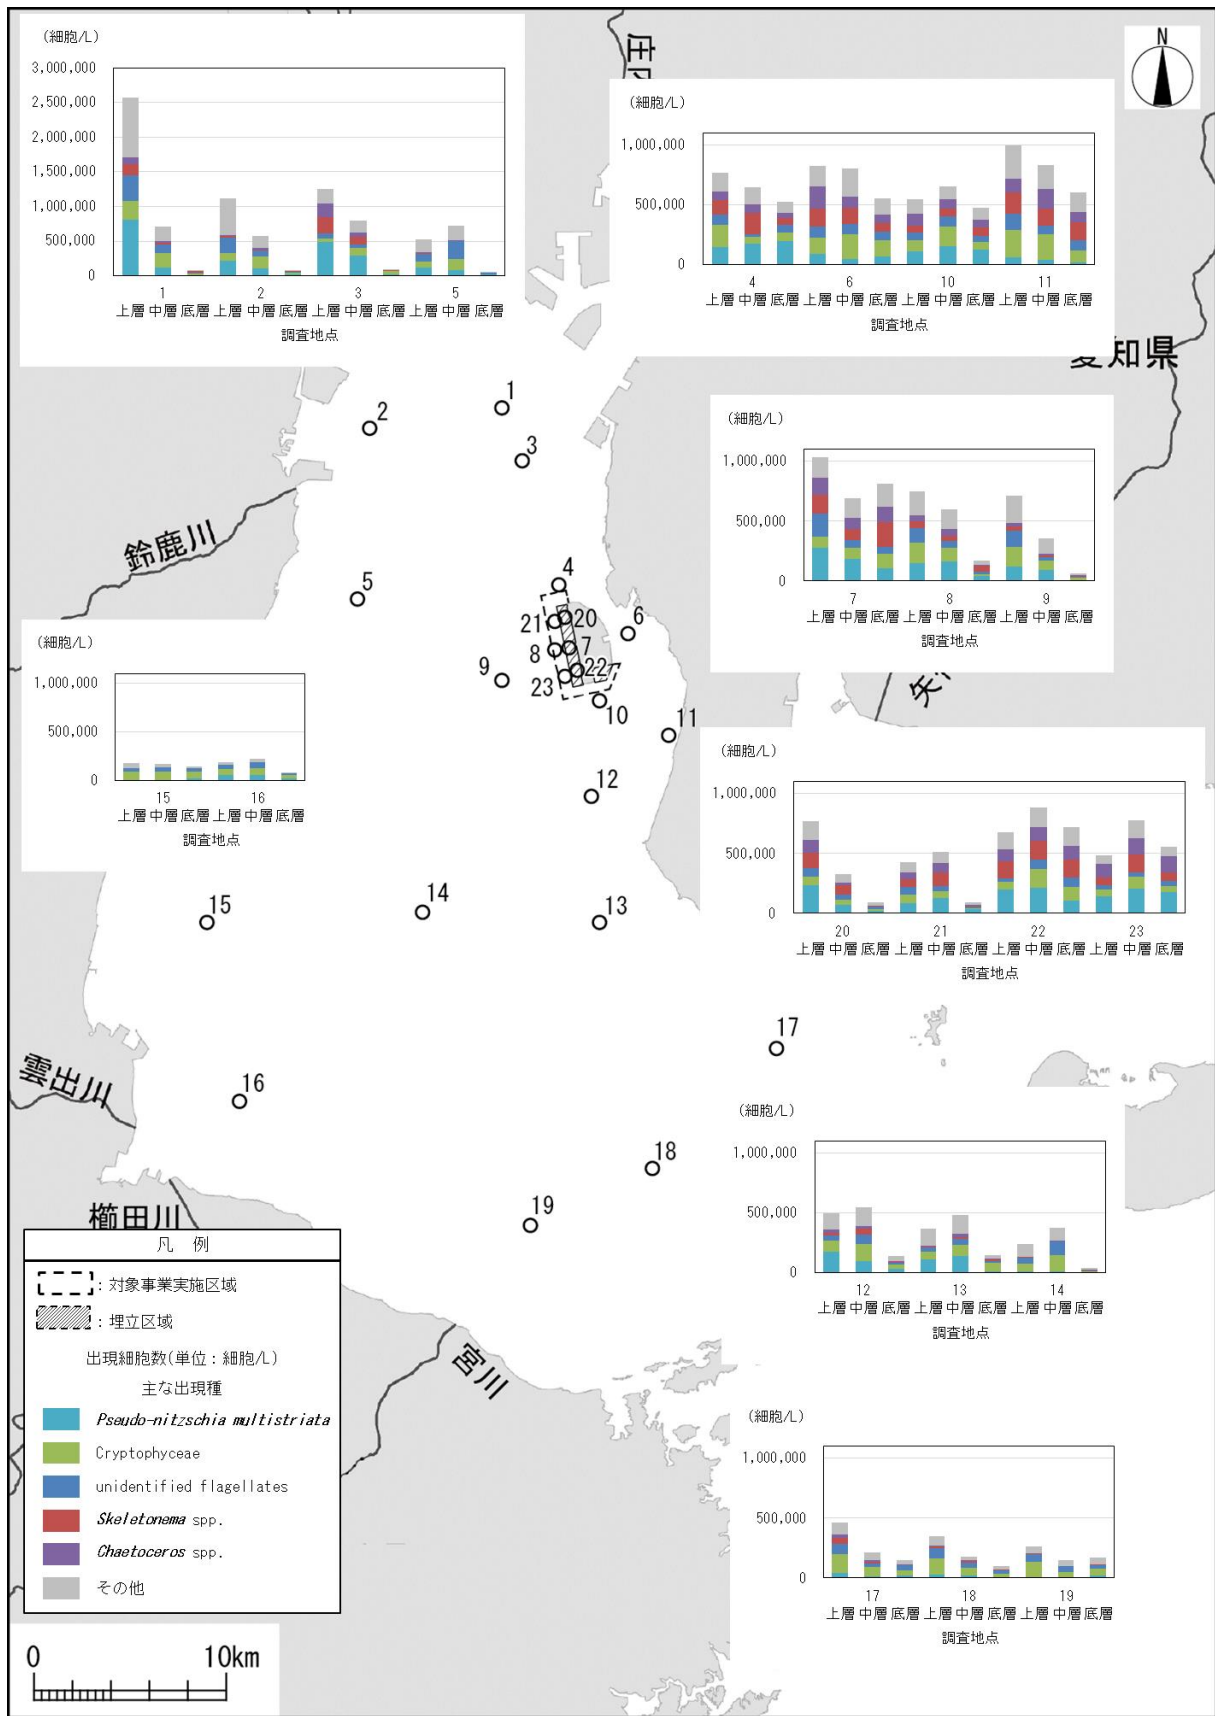 (細胞/L)
3,000,000
2,500,000
2,000,000
1,500,000
1,000,000
500,000
0
1 2 3 5
上層 中層 底層 上層 中層 底層 上層 中層 底層 上層 中層 底層
調査地点
N
(細胞/L)
1,000,000
500,000
0
4 6 10 11
上層 中層 底層 上層 中層 底層 上層 中層 底層 上層 中層 底層
調査地点
愛知県
1
2
3
(細胞/L)
1,000,000
500,000
0
7 8 9
上層 中層 底層 上層 中層 底層 上層 中層 底層
調査地点
鈴鹿川
4
5
20
21
6
7
8
22
9
23
10
11
12
(細胞/L)
1,000,000
500,000
0
15 16
上層 中層 底層 上層 中層 底層
調査地点
(細胞/L)
1,000,000
500,000
0
20 21 22 23
上層 中層 底層 上層 中層 底層 上層 中層 底層 上層 中層 底層
調査地点
15
14
13
17
雲出川
16
18
19
(細胞/L)
1,000,000
500,000
0
12 13 14
上層 中層 底層 上層 中層 底層 上層 中層 底層
調査地点
櫛田川
宮川
凡 例
: 対象事業実施区域
: 埋立区域
出現細胞数(単位:細胞/L)
主な出現種
Pseudo-nitzschia multistriata
Cryptophyceae
unidentified flagellates
Skeletonema spp.
Chaetoceros spp.
その他
(細胞/L)
1,000,000
500,000
0
17 18 19
上層 中層 底層 上層 中層 底層 上層 中層 底層
調査地点
0 10km